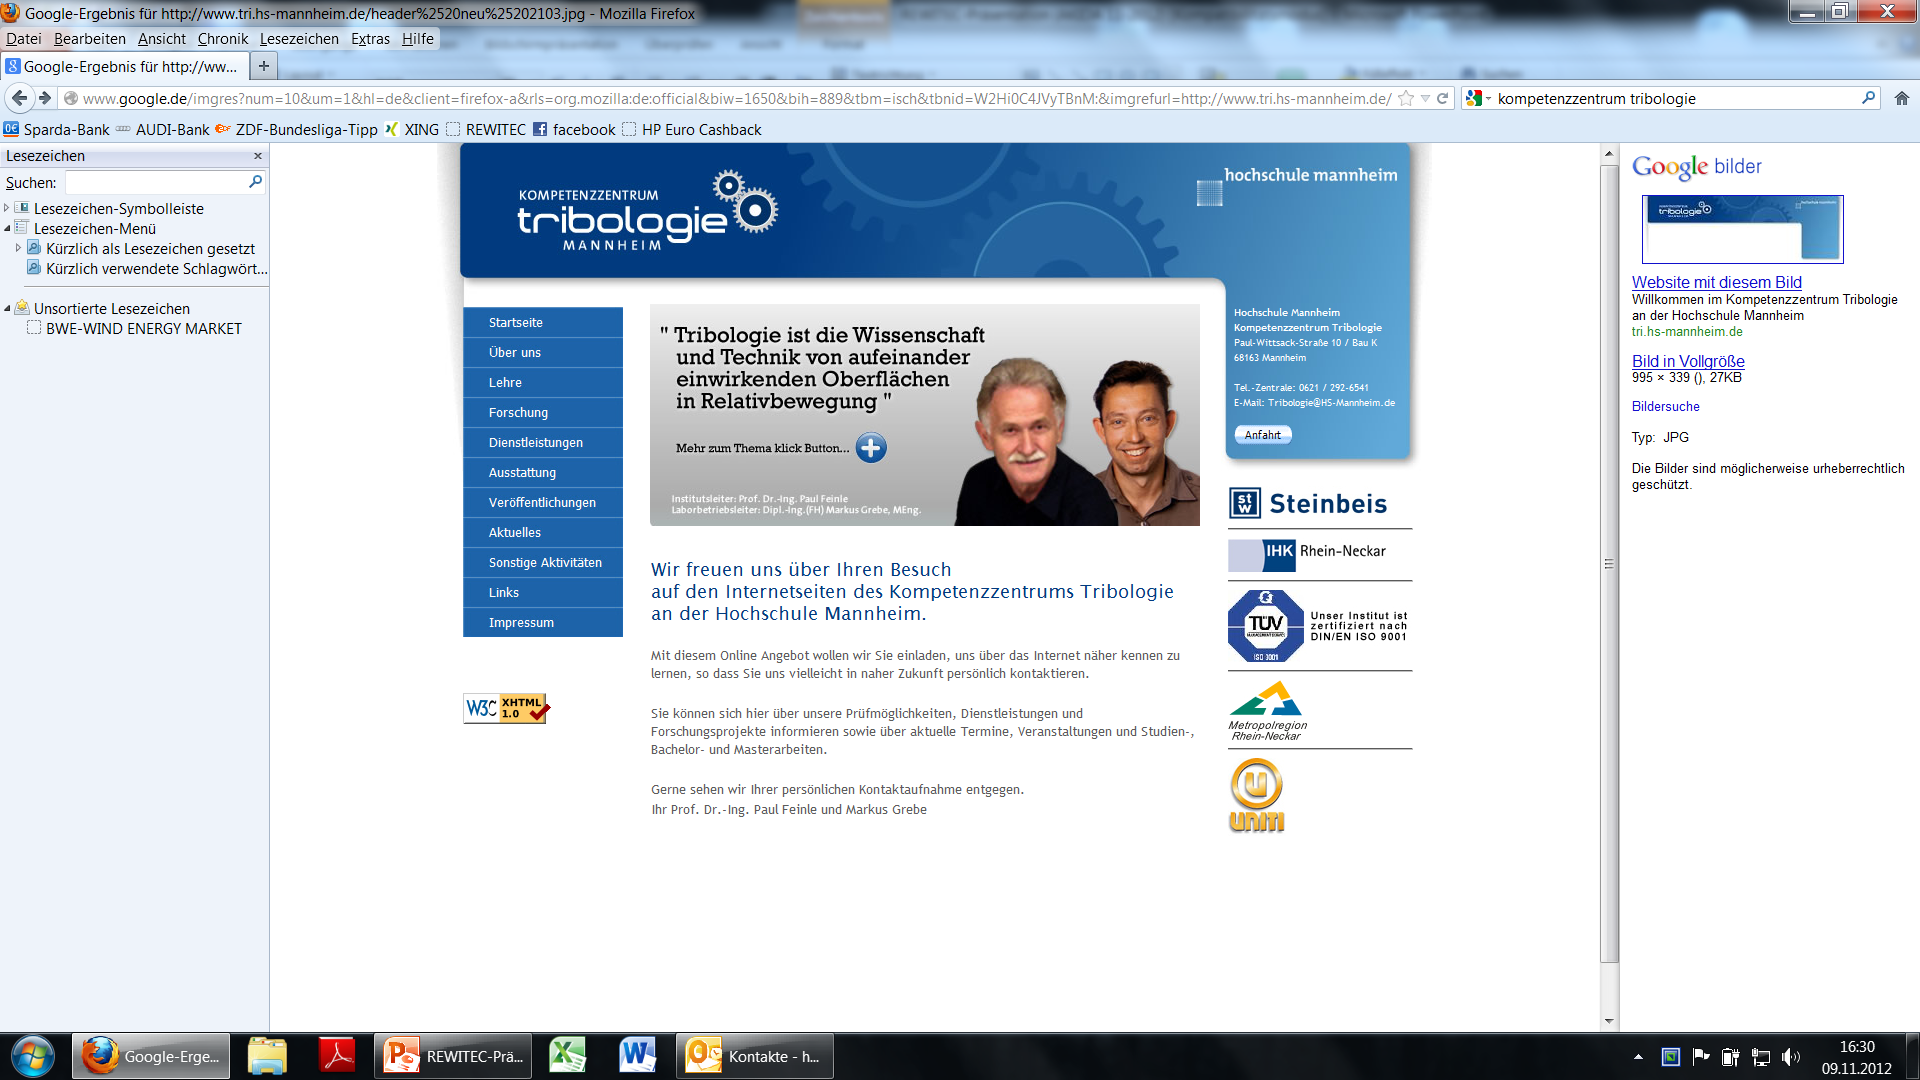 Google-Ergebnis für http://www.tri.hs-mannheim.de/header%2520neu%25202103.jpg - Mozilla Firefox
Datei Bearbeiten Ansicht Chronik Lesezeichen Extras Hilfe
Google-Ergebnis für http://ww...
www.google.de/imgres?num=10&um=1&hl=de&client=firefox-a&rls=org.mozilla:de:official&biw=1650&bih=889&tbm=isch&tbnid=W2Hi0C4JVyTBnM:&imgrefurl=http://www.tri.hs-mannheim.de/
kompetenzzentrum tribologie
Sparda-Bank AUDI-Bank ZDF-Bundesliga-Tipp XING REWITEC facebook HP Euro Cashback
Lesezeichen
Suchen:
Lesezeichen-Symbolleiste
Lesezeichen-Menü
Kürzlich als Lesezeichen gesetzt
Kürzlich verwendete Schlagwört...
Unsortierte Lesezeichen
BWE-WIND ENERGY MARKET
KOMPETENZZENTRUM
tribologie
MANNHEIM
hochschule mannheim
Startseite
Über uns
Lehre
Forschung
Dienstleistungen
Ausstattung
Veröffentlichungen
Aktuelles
Sonstige Aktivitäten
Links
Impressum
W3C XHTML 1.0
" Tribologie ist die Wissenschaft
und Technik von aufeinander
einwirkenden Oberflächen
in Relativbewegung "
Mehr zum Thema klick Button...
Institutsleiter: Prof. Dr.-Ing. Paul Feinle
Laborbetriebsleiter: Dipl.-Ing.(FH) Markus Grebe, MEng.
Wir freuen uns über Ihren Besuch
auf den Internetseiten des Kompetenzzentrums Tribologie
an der Hochschule Mannheim.
Mit diesem Online Angebot wollen wir Sie einladen, uns über das Internet näher kennen zu
lernen, so dass Sie uns vielleicht in naher Zukunft persönlich kontaktieren.
Sie können sich hier über unsere Prüfmöglichkeiten, Dienstleistungen und
Forschungsprojekte informieren sowie über aktuelle Termine, Veranstaltungen und Studien-,
Bachelor- und Masterarbeiten.
Gerne sehen wir Ihrer persönlichen Kontaktaufnahme entgegen.
Ihr Prof. Dr.-Ing. Paul Feinle und Markus Grebe
Hochschule Mannheim
Kompetenzzentrum Tribologie
Paul-Wittsack-Straße 10 / Bau K
68163 Mannheim
Tel.-Zentrale: 0621 / 292-6541
E-Mail: Tribologie@HS-Mannheim.de
Anfahrt
stw Steinbeis
IHK Rhein-Neckar
TÜV
ISO 9001
Unser Institut ist
zertifiziert nach
DIN/EN ISO 9001
Metropolregion
Rhein-Neckar
UNITI
Google bilder
KOMPETENZZENTRUM
tribologie
MANNHEIM
hochschule mannheim
Website mit diesem Bild
Willkommen im Kompetenzzentrum Tribologie
an der Hochschule Mannheim
tri.hs-mannheim.de
Bild in Vollgröße
995 × 339 (), 27KB
Bildersuche
Typ: JPG
Die Bilder sind möglicherweise urheberrechtlich
geschützt.
Google-Erge...
REWITEC-Prä...
Kontakte - h...
16:30
09.11.2012